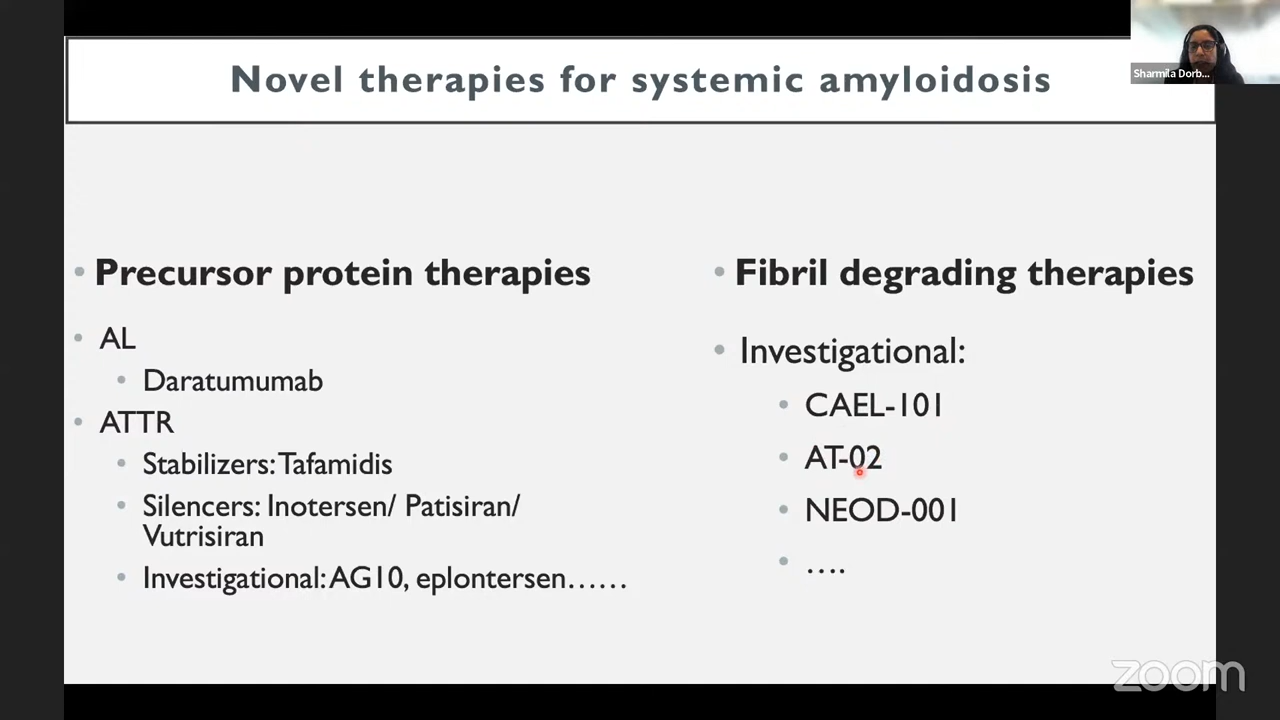 Sharmila Dorb...
Novel therapies for systemic amyloidosis
• Precursor protein therapies
• AL
• Daratumumab
• ATTR
• Stabilizers: Tafamidis
• Silencers: Inotersen/ Patisiran/
Vutrisiran
• Investigational: AG10, eplontersen……
• Fibril degrading therapies
• Investigational:
• CAEL-101
• AT-02
• NEOD-001
• ….
zoom